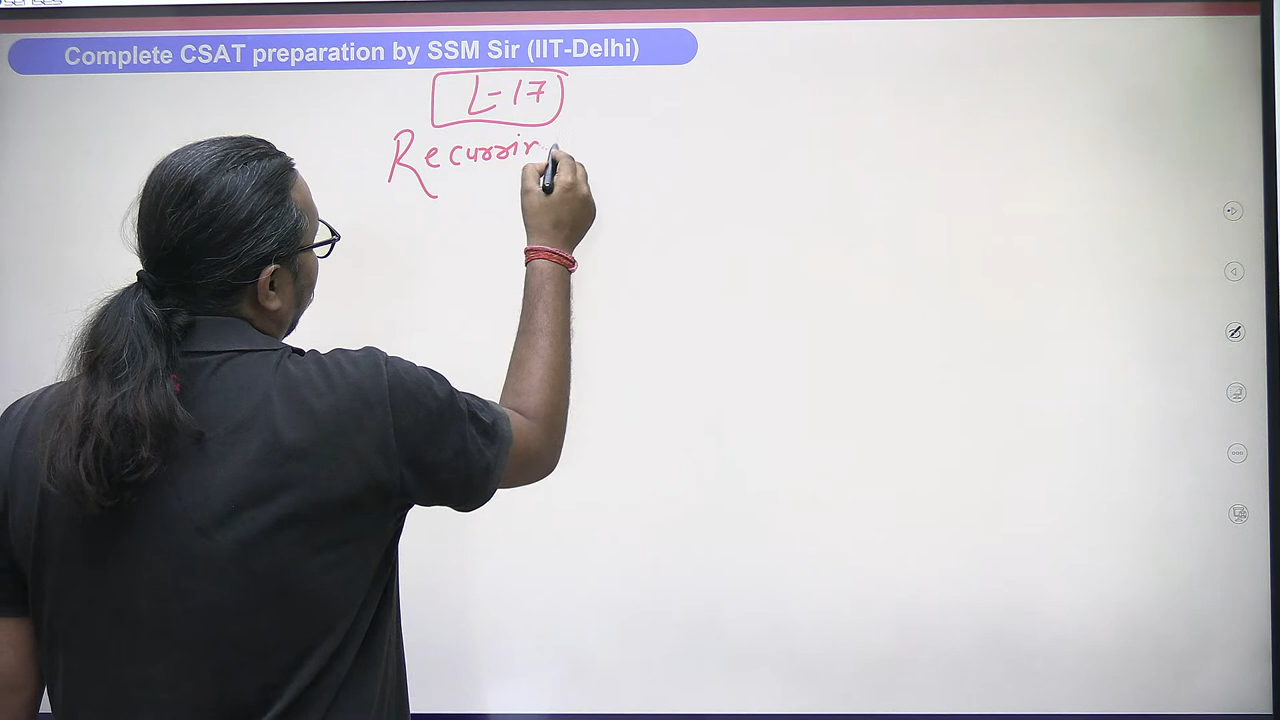 Complete CSAT preparation by SSM Sir (IIT-Delhi)
L-17
Recurrin